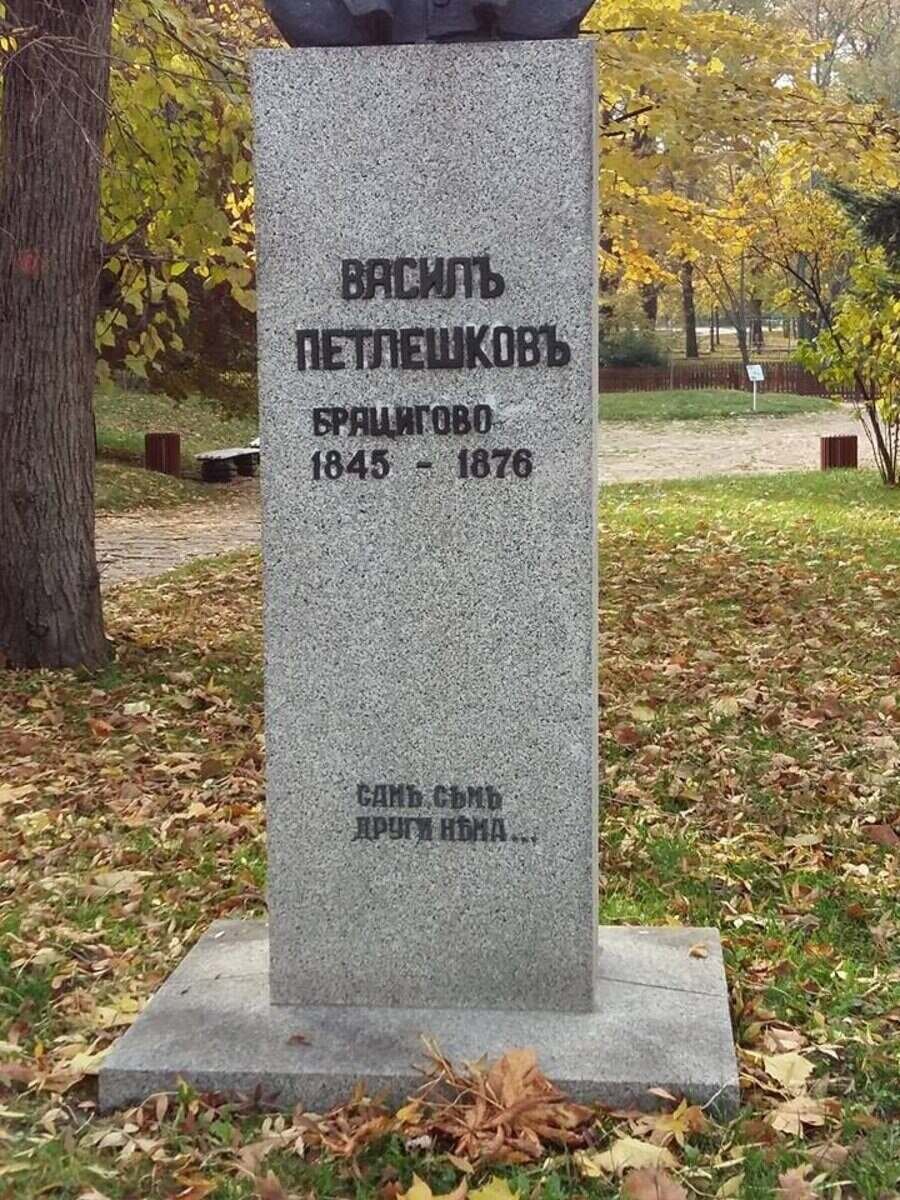 ВАСИЛЪ
ПЕТЛЕШКОВЪ
БРАЦИГОВО
1845 - 1876
САМЪ СЪМЪ
ДРУГИ НѢМА...